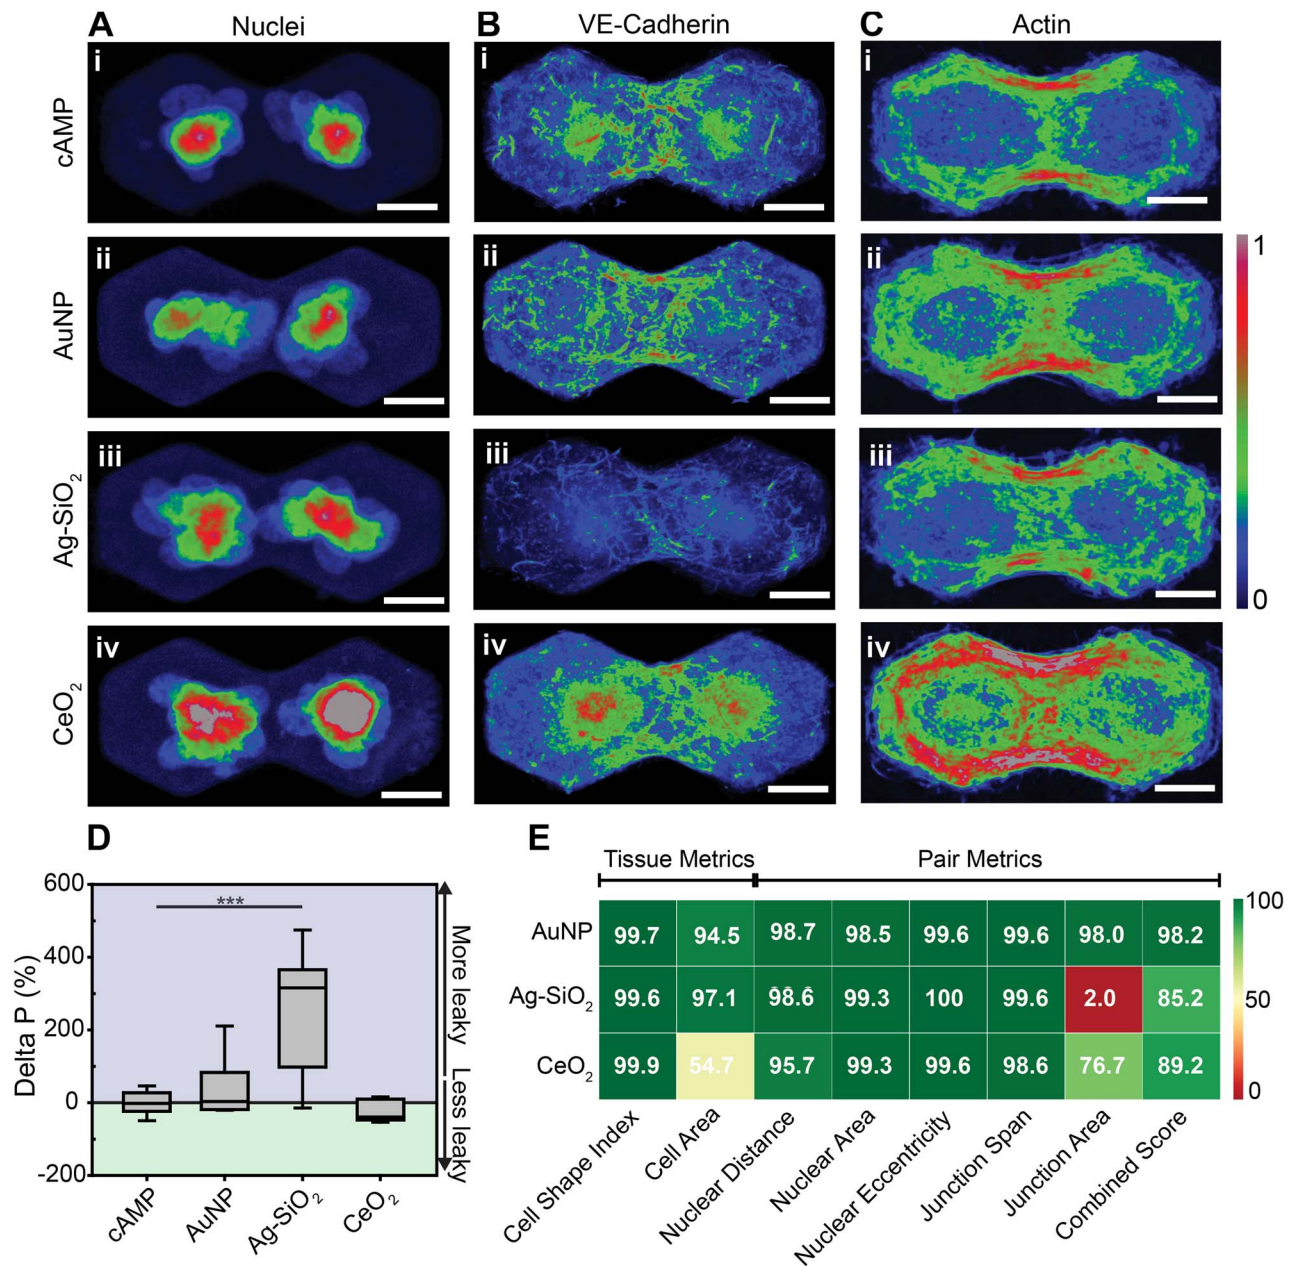 A Nuclei
B VE-Cadherin
C Actin
cAMP
i
i
i
AuNP
ii
ii
ii
1
0
Ag-SiO₂
iii
iii
iii
CeO₂
iv
iv
iv
D
600
400
200
0
-200
Delta P (%)
***
More leaky
Less leaky
cAMP
AuNP
Ag-SiO₂
CeO₂
E
Tissue Metrics Pair Metrics
AuNP 99.7 94.5 98.7 98.5 99.6 99.6 98.0 98.2
Ag-SiO₂ 99.6 97.1 98.6 99.3 100 99.6 2.0 85.2
CeO₂ 99.9 54.7 95.7 99.3 99.6 98.6 76.7 89.2
100
50
0
Cell Shape Index
Cell Area
Nuclear Distance
Nuclear Area
Nuclear Eccentricity
Junction Span
Junction Area
Combined Score